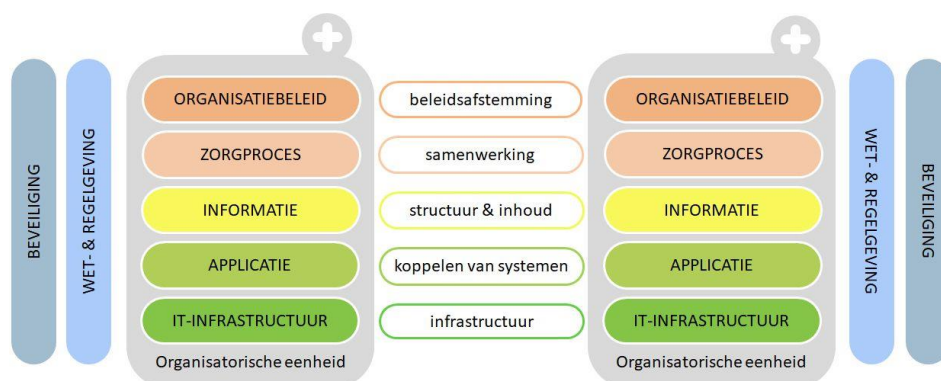 BEVEILIGING
WET- & REGELGEVING
ORGANISATIEBELEID
ZORGPROCES
INFORMATIE
APPLICATIE
IT-INFRASTRUCTUUR
Organisatorische eenheid
beleidsafstemming
samenwerking
structuur & inhoud
koppelen van systemen
infrastructuur
ORGANISATIEBELEID
ZORGPROCES
INFORMATIE
APPLICATIE
IT-INFRASTRUCTUUR
Organisatorische eenheid
WET- & REGELGEVING
BEVEILIGING